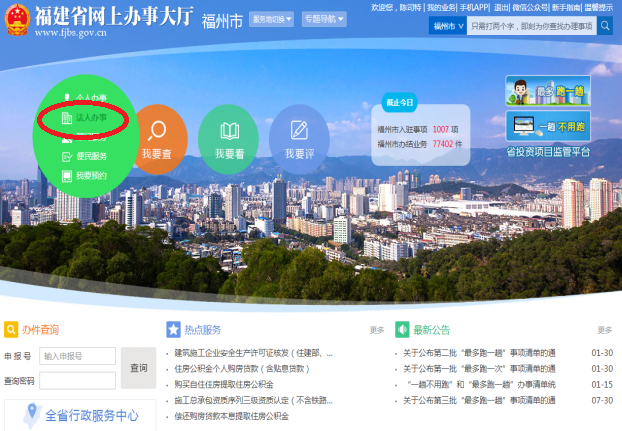 欢迎您，陈司特 | 我的业务 | 手机APP | 退出 | 微信公众号 | 新手指南 | 温馨提示
福建省网上办事大厅
www.fjbs.gov.cn
福州市 服务地切换 专题导航
福州市 只需打两个字，即刻为你查找办理事项
个人办事
法人办事
便民服务
我要预约
我要查
我要看
我要评
截止今日
福州市入驻事项 1007 项
福州市办结业务 77402 件
最多 跑一趟
一趟 不用跑
省投资项目监管平台
办件查询
申报号 输入申报号
查询密码
查询
全省行政服务中心
热点服务 更多
建筑施工企业安全生产许可证核发（住建部、...
住房公积金个人购房贷款（含贴息贷款）
购买自住住房提取住房公积金
施工总承包资质序列三级资质认定（不含铁路...
偿还购房贷款本息提取住房公积金
最新公告 更多
关于公布第二批“最多跑一趟”事项清单的通 01-30
关于公布第一批“最多跑一次”事项清单的通 01-30
“一趟不用跑”和“最多跑一趟”办事清单统 01-15
关于公布第三批“最多跑一趟”事项清单的通 07-30